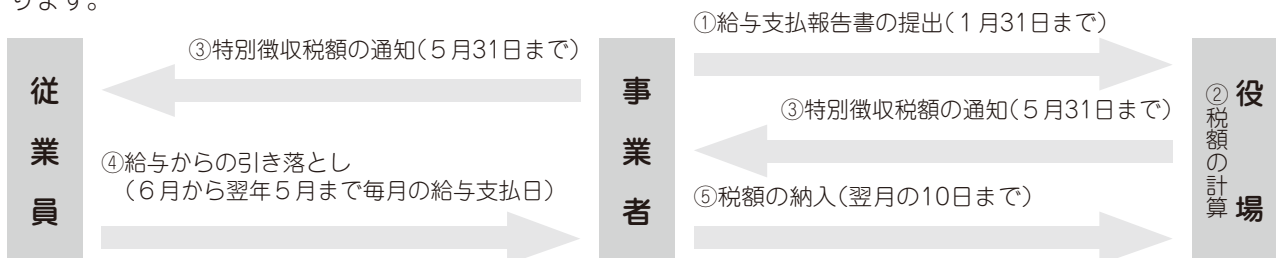 ります。
①給与支払報告書の提出(1月31日まで)
③特別徴収税額の通知(5月31日まで)
従業員
事業者
役場
②税額の計算
③特別徴収税額の通知(5月31日まで)
④給与からの引き落とし
(6月から翌年5月まで毎月の給与支払日)
⑤税額の納入(翌月の10日まで)